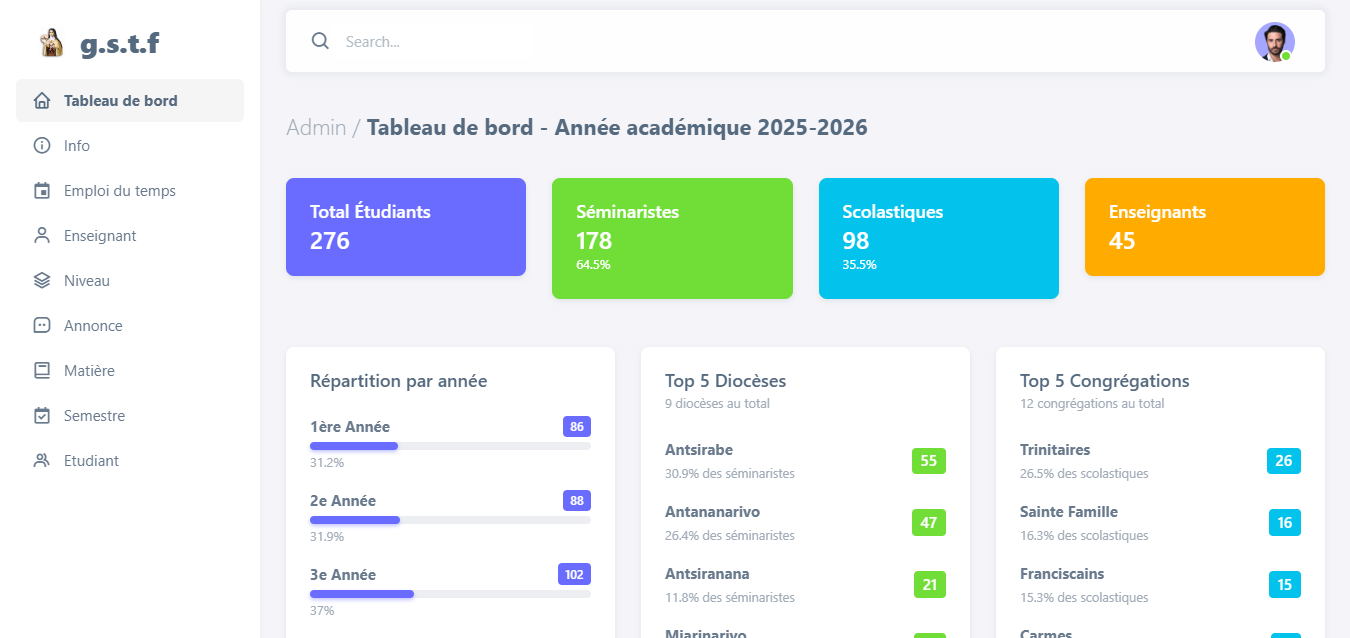 g.s.t.f
Tableau de bord
Info
Emploi du temps
Enseignant
Niveau
Annonce
Matière
Semestre
Etudiant
Search...
Admin / Tableau de bord - Année académique 2025-2026
Total Étudiants
276
Séminaristes
178
64.5%
Scolastiques
98
35.5%
Enseignants
45
Répartition par année
1ère Année 86
31.2%
2e Année 88
31.9%
3e Année 102
37%
Top 5 Diocèses
9 diocèses au total
Antsirabe
30.9% des séminaristes
55
Antananarivo
26.4% des séminaristes
47
Antsiranana
11.8% des séminaristes
21
Miarinarivo
Top 5 Congrégations
12 congrégations au total
Trinitaires
26.5% des scolastiques
26
Sainte Famille
16.3% des scolastiques
16
Franciscains
15.3% des scolastiques
15
Carmes